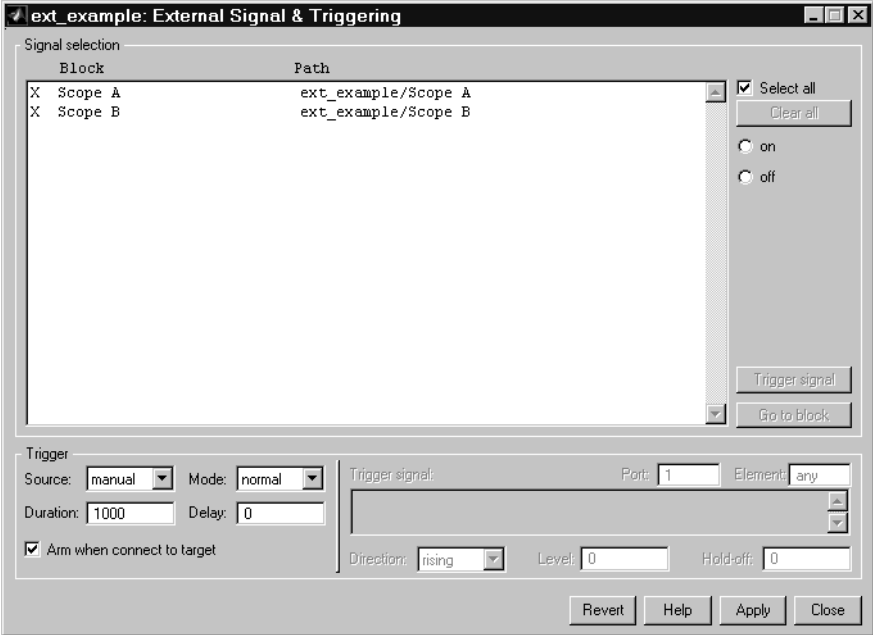 ext_example: External Signal & Triggering
Signal selection
Block Path
X Scope A ext_example/Scope A
X Scope B ext_example/Scope B
Select all
Clear all
on
off
Trigger signal
Go to block
Trigger
Source: manual Mode: normal
Duration: 1000 Delay: 0
Arm when connect to target
Trigger signal: Port: 1 Element: any
Direction: rising Level: 0 Hold-off: 0
Revert Help Apply Close